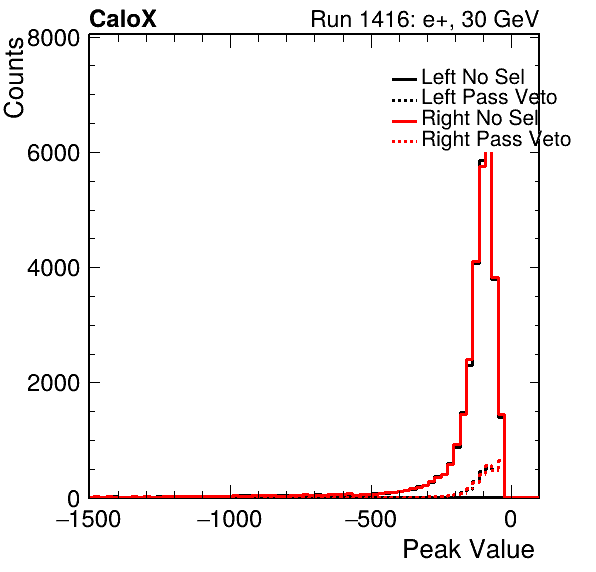 CaloX Run 1416: e+, 30 GeV
Counts
8000
6000
4000
2000
0
Left No Sel
Left Pass Veto
Right No Sel
Right Pass Veto
−1500 −1000 −500 0
Peak Value